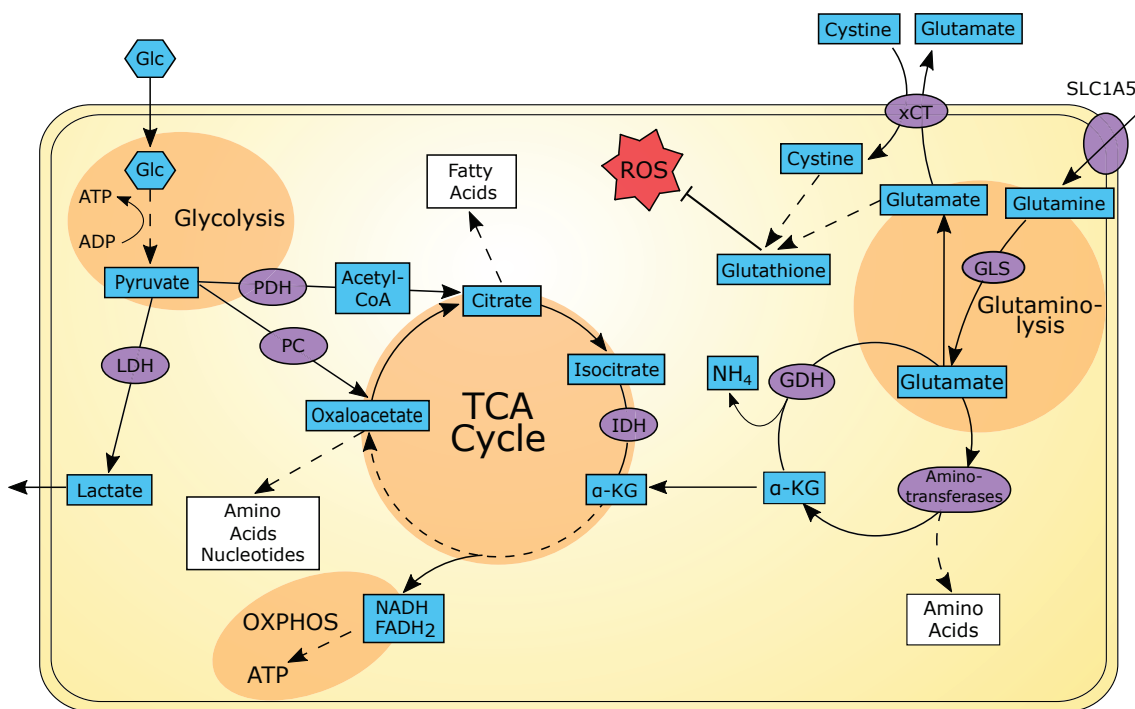 Cystine
Glutamate
Glc
SLC1A5
xCT
Glc
ATP
ADP
Glycolysis
Fatty
Acids
ROS
Cystine
Glutamate
Glutamine
Glutathione
GLS
Glutamino-
lysis
Pyruvate
PDH
Acetyl-
CoA
Citrate
LDH
PC
Isocitrate
NH₄
GDH
Glutamate
Oxaloacetate
TCA
Cycle
IDH
Lactate
α-KG
α-KG
Amino-
transferases
Amino
Acids
Nucleotides
OXPHOS
NADH
FADH₂
ATP
Amino
Acids